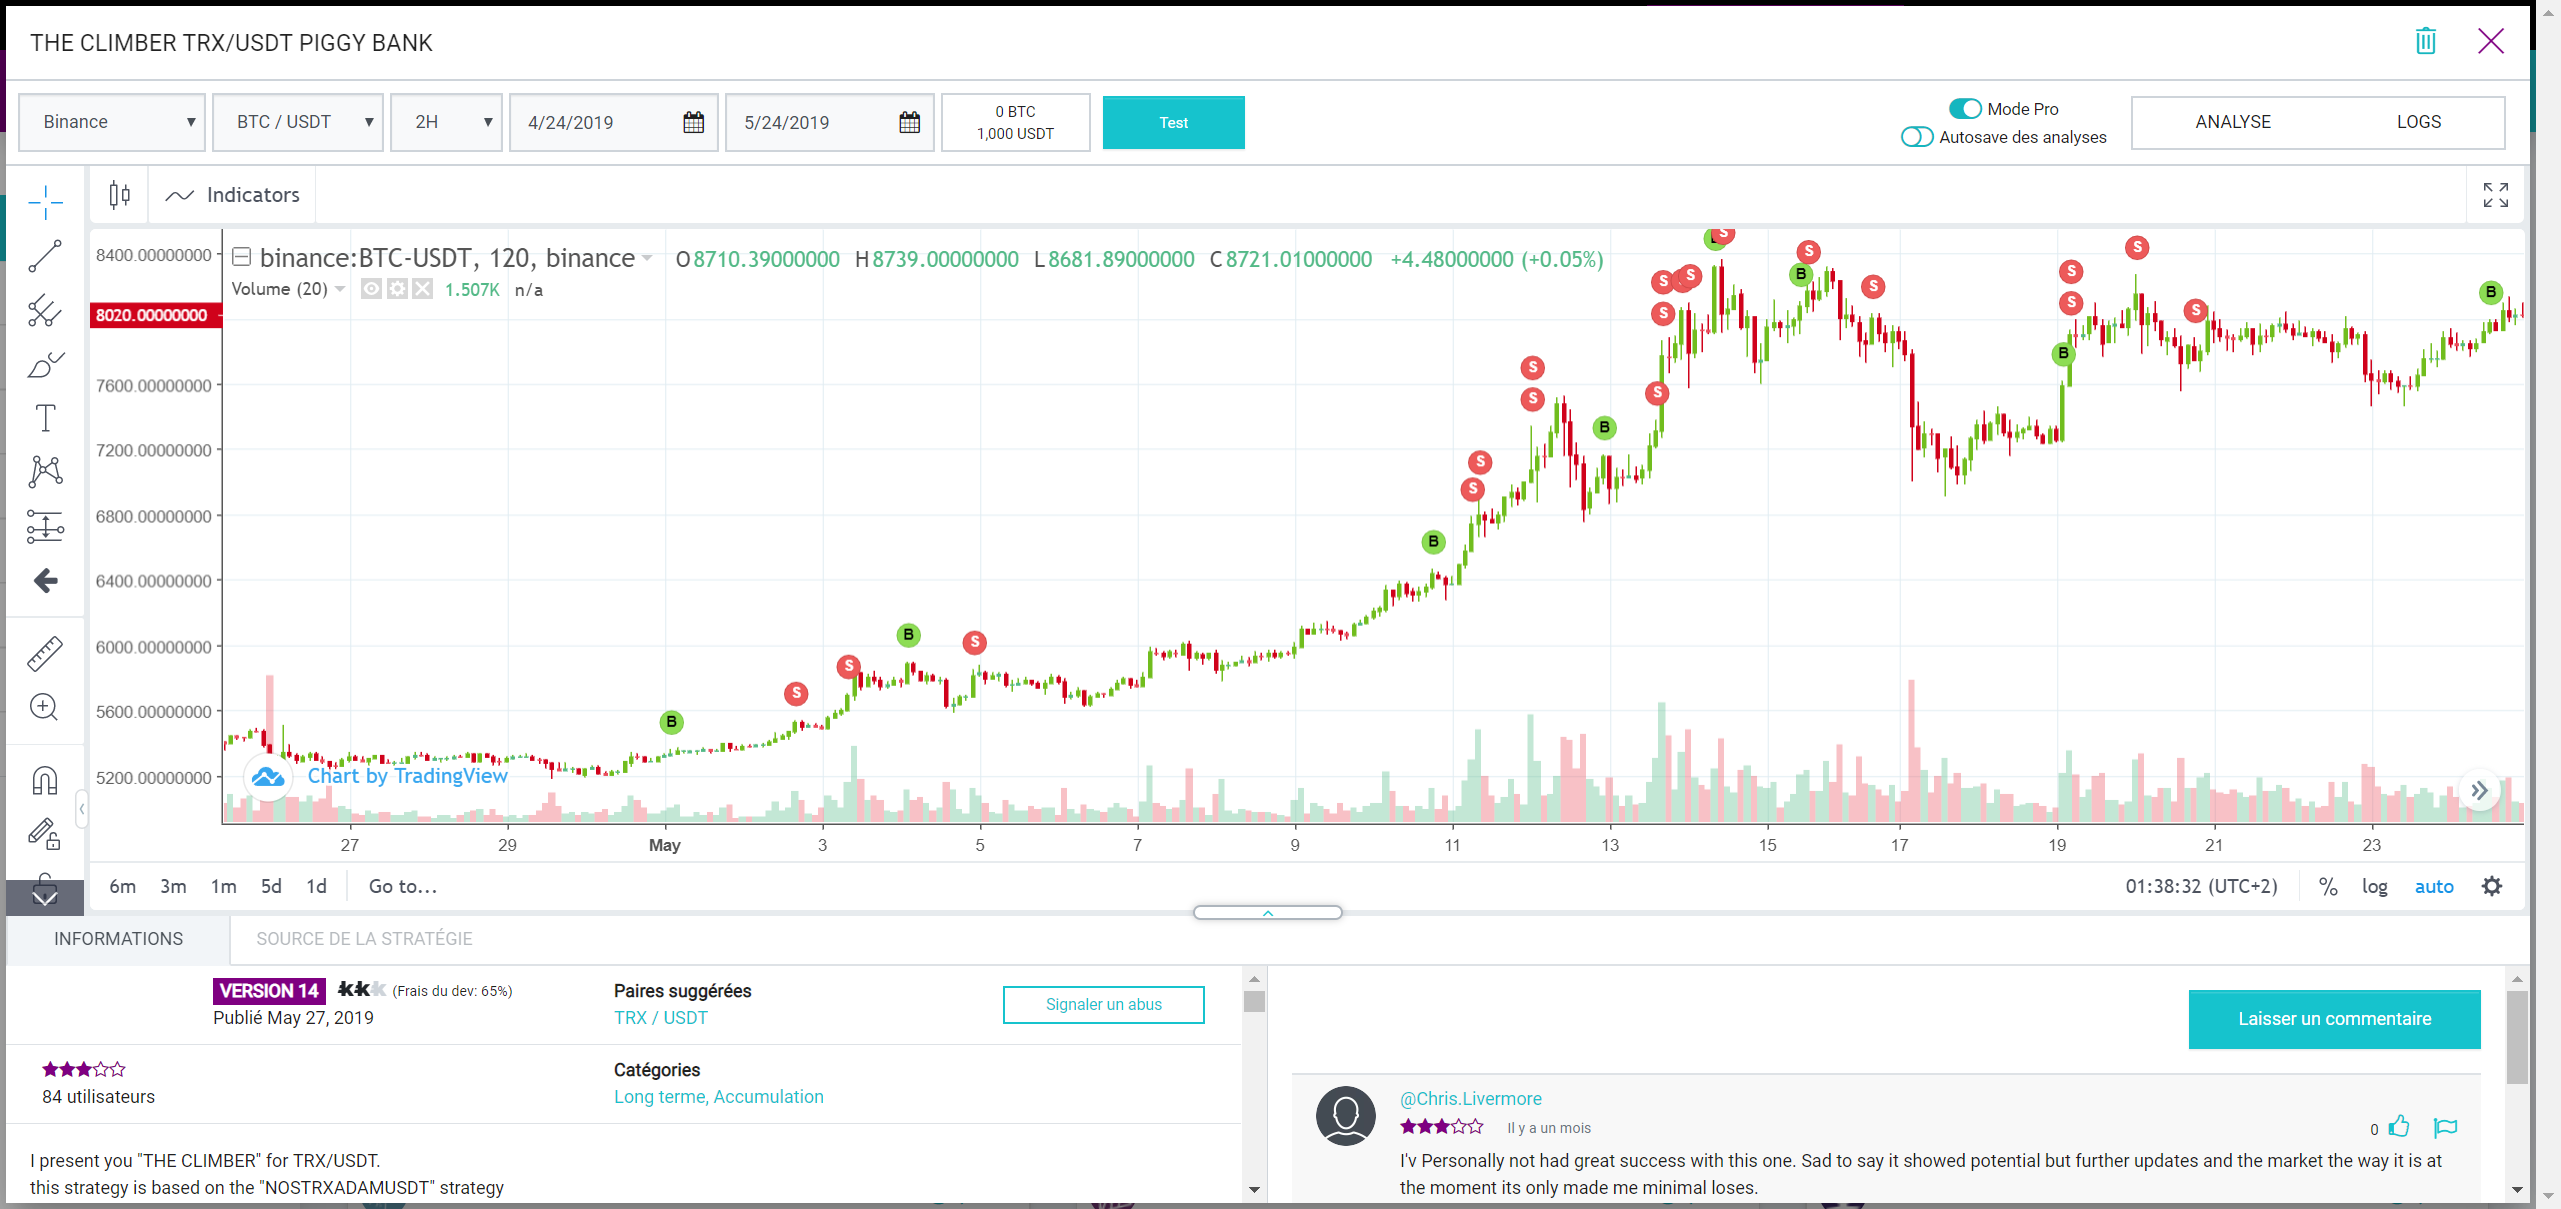 THE CLIMBER TRX/USDT PIGGY BANK
Binance
BTC / USDT
2H
4/24/2019
5/24/2019
0 BTC
1,000 USDT
Test
Mode Pro
Autosave des analyses
ANALYSE
LOGS
Indicators
binance:BTC-USDT, 120, binance O8710.39000000 H8739.00000000 L8681.89000000 C8721.01000000 +4.48000000 (+0.05%)
Volume (20) 1.507K n/a
8400.00000000
8020.00000000
7600.00000000
7200.00000000
6800.00000000
6400.00000000
6000.00000000
5600.00000000
5200.00000000
B
S
S
B
S
B
S
S
S
S
B
S
S
S
S
S
B
S
S
B
S
S
S
B
S
S
B
Chart by TradingView
27 29 May 3 5 7 9 11 13 15 17 19 21 23
6m 3m 1m 5d 1d Go to...
01:38:32 (UTC+2) % log auto
INFORMATIONS
SOURCE DE LA STRATÉGIE
VERSION 14 (Frais du dev: 65%)
Publié May 27, 2019
Paires suggérées
TRX / USDT
Signaler un abus
84 utilisateurs
Catégories
Long terme, Accumulation
I present you "THE CLIMBER" for TRX/USDT.
this strategy is based on the "NOSTRXADAMUSDT" strategy
Laisser un commentaire
@Chris.Livermore
Il y a un mois
0
I'v Personally not had great success with this one. Sad to say it showed potential but further updates and the market the way it is at
the moment its only made me minimal loses.